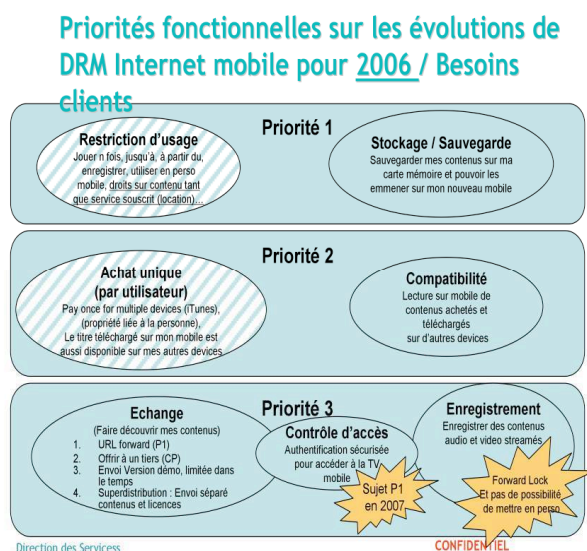 Priorités fonctionnelles sur les évolutions de
DRM Internet mobile pour 2006 / Besoins
clients
Priorité 1
Restriction d'usage
Jouer n fois, jusqu'à, à partir du,
enregistrer, utiliser en perso
mobile, droits sur contenu tant
que service souscrit (location)…
Stockage / Sauvegarde
Sauvegarder mes contenus sur ma
carte mémoire et pouvoir les
emmener sur mon nouveau mobile
Priorité 2
Achat unique
(par utilisateur)
Pay once for multiple devices (iTunes),
(propriété liée à la personne),
Le titre téléchargé sur mon mobile est
aussi disponible sur mes autres devices
Compatibilité
Lecture sur mobile de
contenus achetés et
téléchargés
sur d'autres devices
Priorité 3
Echange
(Faire découvrir mes contenus)
1. URL forward (P1)
2. Offrir à un tiers (CP)
3. Envoi Version démo, limitée dans
le temps
4. Superdistribution : Envoi séparé
contenus et licences
Contrôle d'accès
Authentification sécurisée
pour accéder à la TV
mobile
Sujet P1
en 2007
Enregistrement
Enregistrer des contenus
audio et video streamés
Forward Lock
Et pas de possibilité
de mettre en perso
Direction des Servicess
CONFIDENTIEL